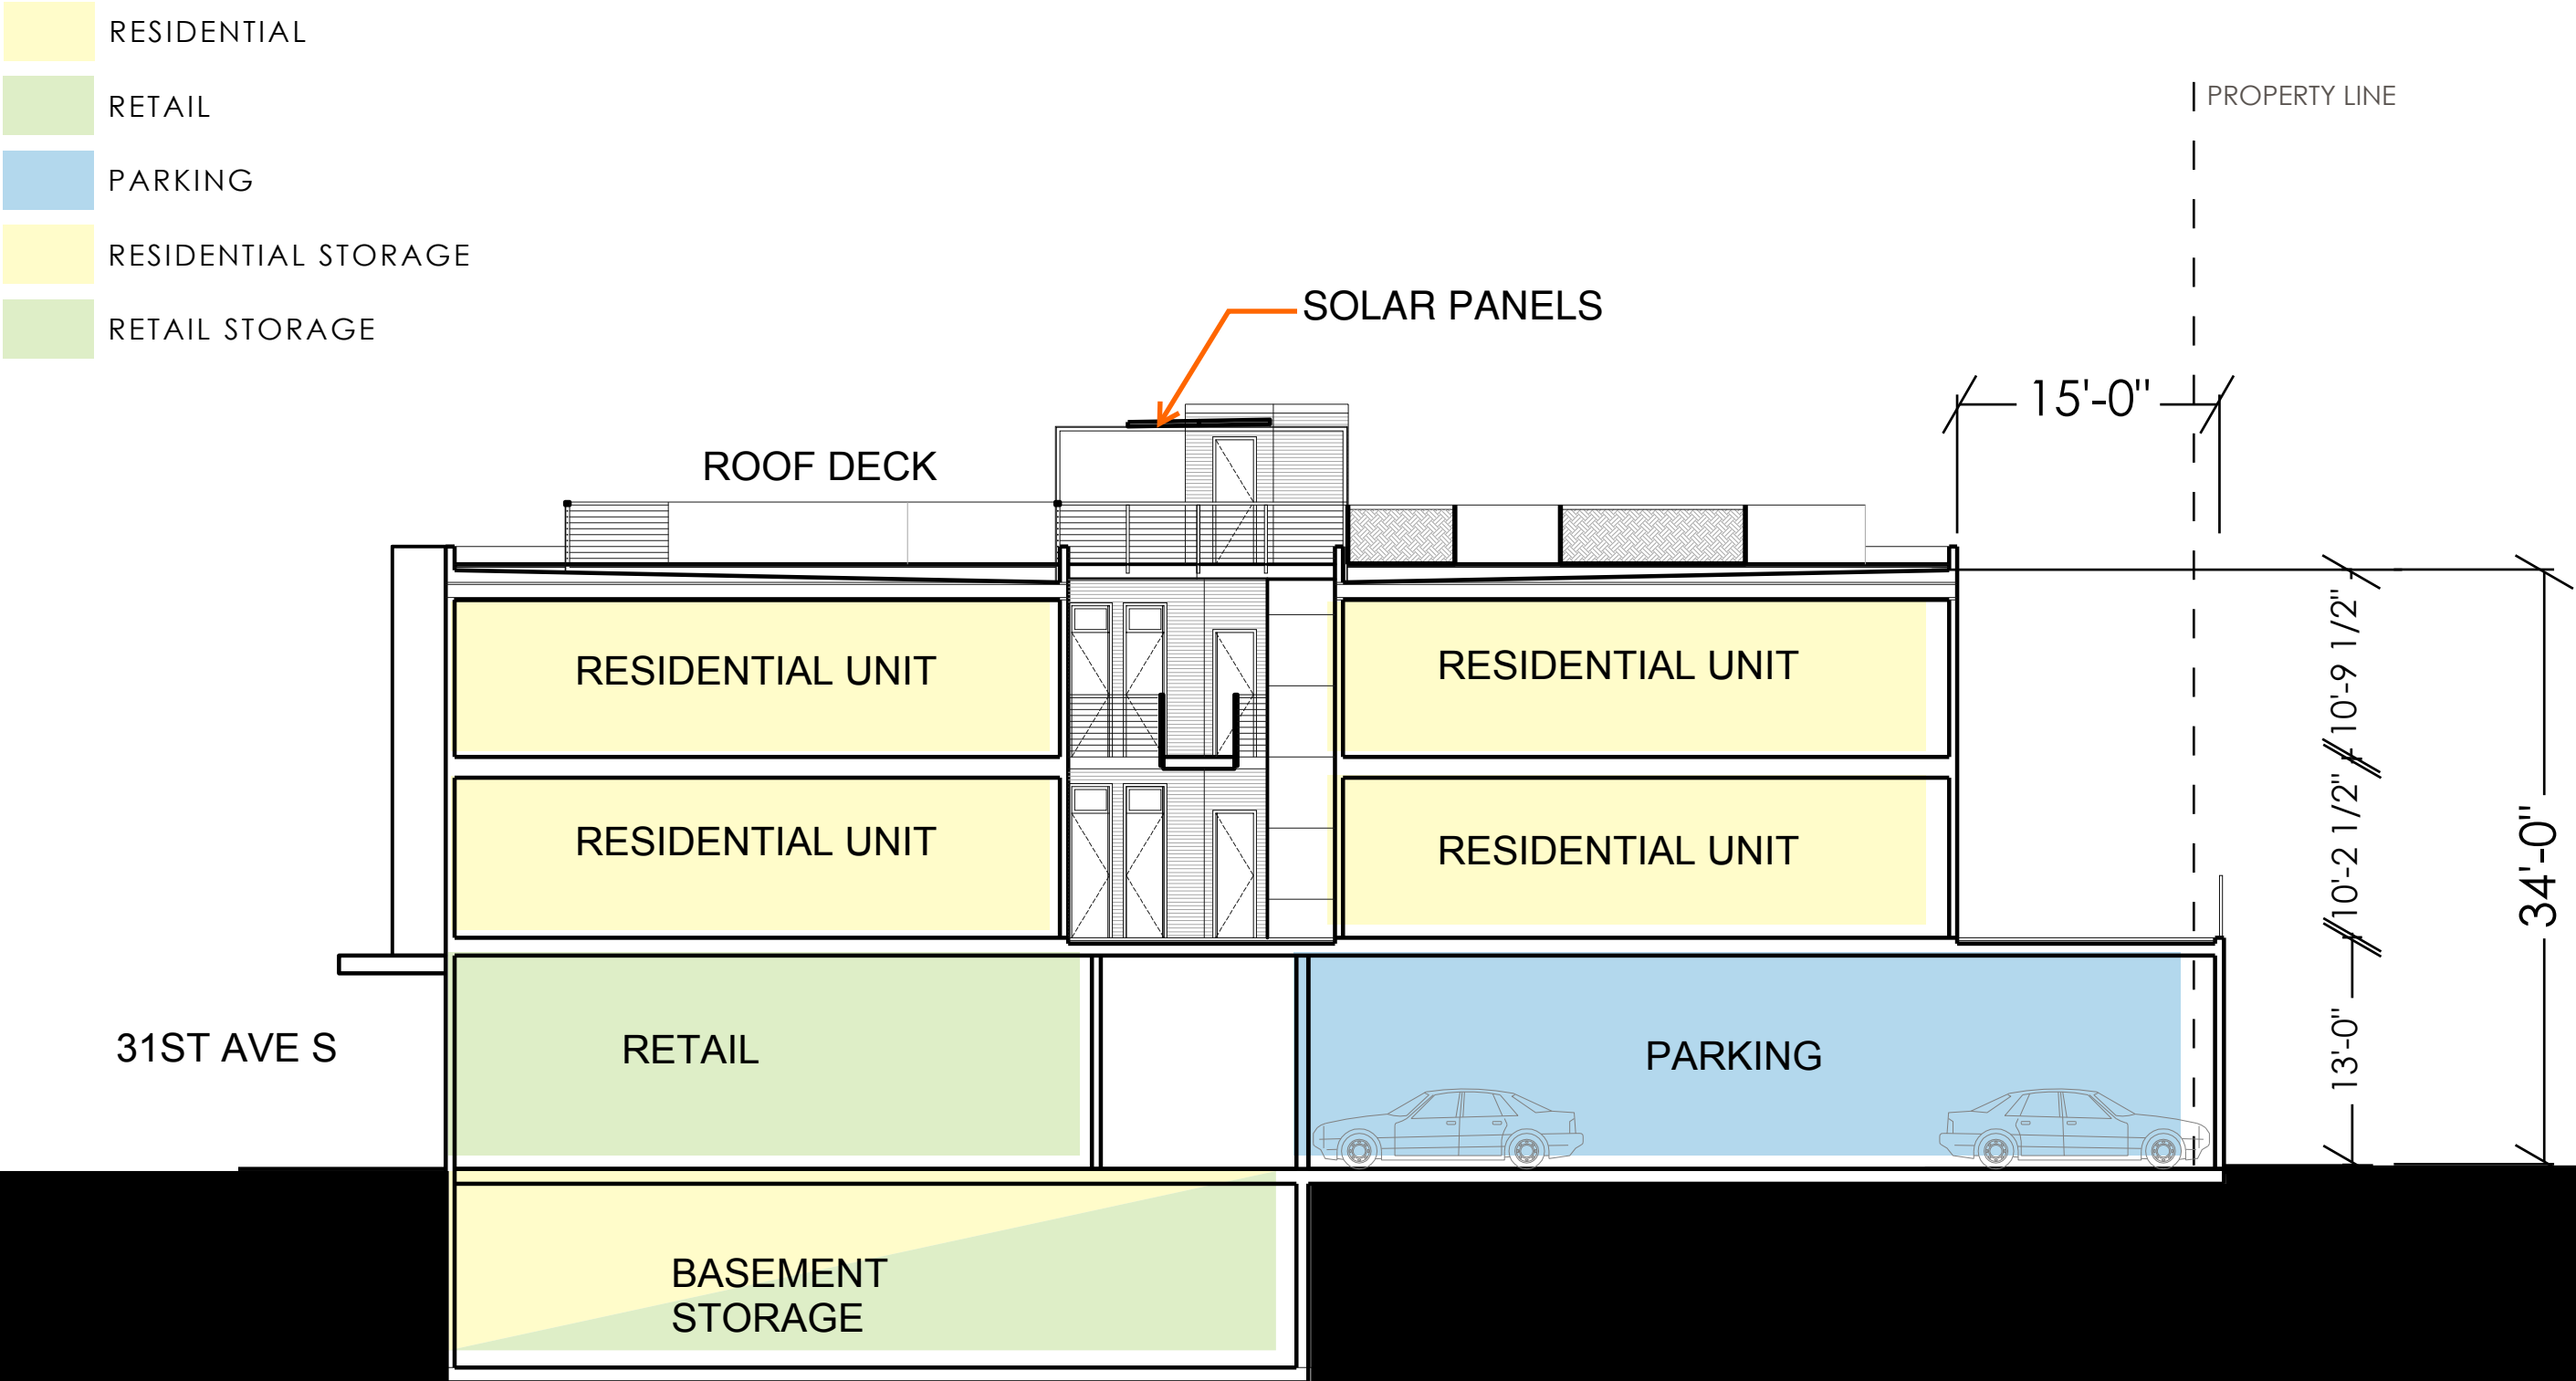 RESIDENTIAL
RETAIL
PARKING
RESIDENTIAL STORAGE
RETAIL STORAGE
PROPERTY LINE
SOLAR PANELS
15'-0"
ROOF DECK
RESIDENTIAL UNIT
RESIDENTIAL UNIT
10'-9 1/2"
RESIDENTIAL UNIT
RESIDENTIAL UNIT
10'-2 1/2"
34'-0"
31ST AVE S
RETAIL
PARKING
13'-0"
BASEMENT
STORAGE